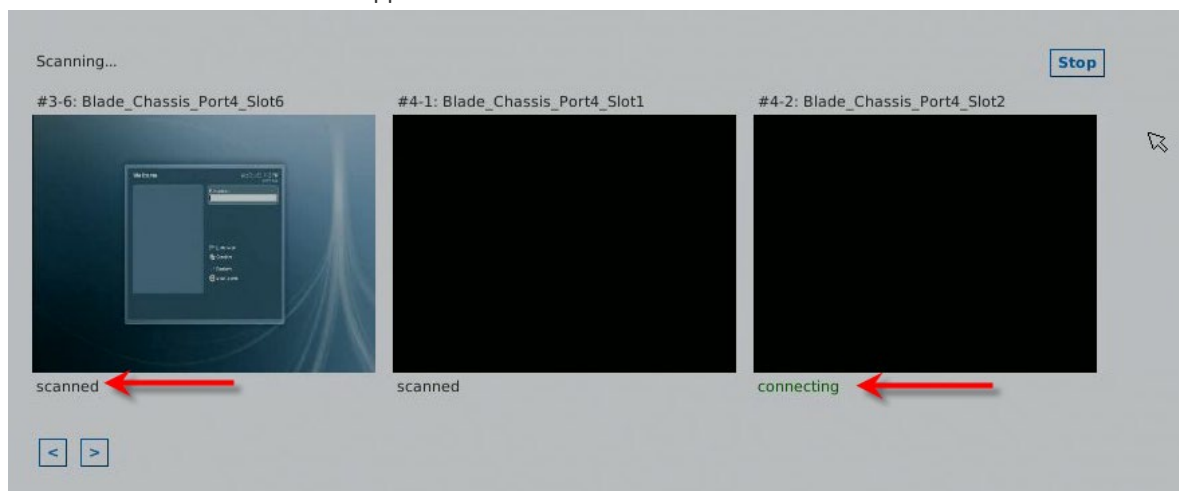 Scanning...
Stop
#3-6: Blade_Chassis_Port4_Slot6
#4-1: Blade_Chassis_Port4_Slot1
#4-2: Blade_Chassis_Port4_Slot2
Welcome
scanned
scanned
connecting
<
>